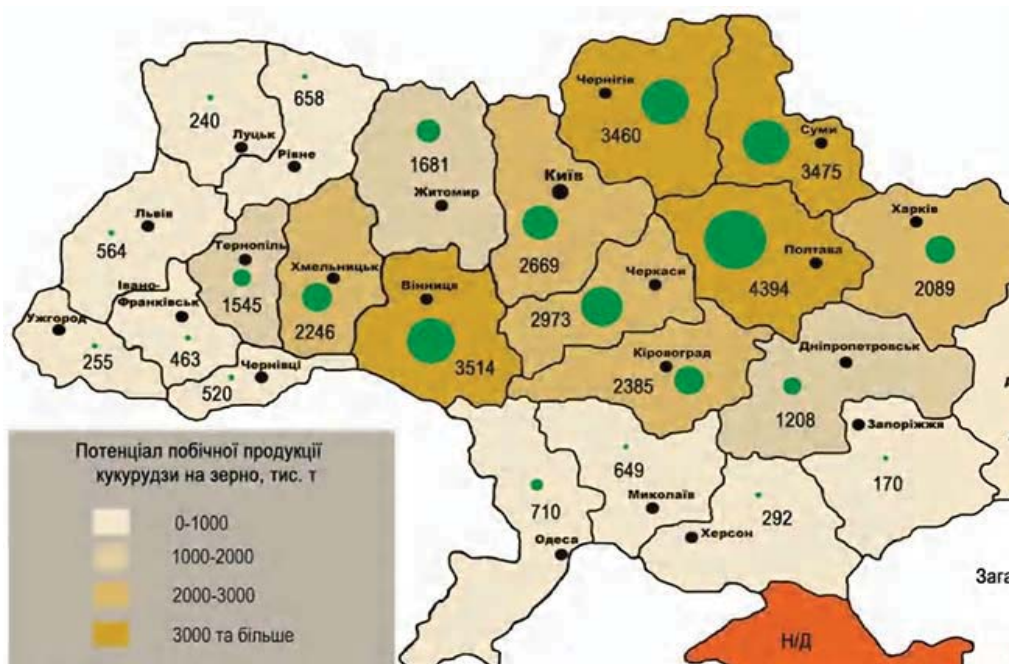 658
240
Луцьк
Рівне
1681
Житомир
Чернігів
3460
Суми
3475
Київ
2669
Львів
564
Тернопіль
1545
Хмельницьк
2246
Вінниця
3514
Черкаси
2973
Полтава
4394
Харків
2089
Івано-
Франківськ
463
Ужгород
255
Чернівці
520
Кіровоград
2385
Дніпропетровськ
1208
Запоріжжя
170
649
Миколаїв
710
Одеса
292
Херсон
Н/Д
Потенціал побічної продукції
кукурудзи на зерно, тис. т
0-1000
1000-2000
2000-3000
3000 та більше